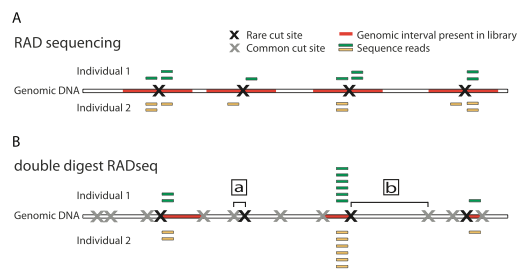 A
RAD sequencing
Rare cut site
Genomic interval present in library
Common cut site
Sequence reads
Individual 1
Genomic DNA
Individual 2
B
double digest RADseq
a
b
Individual 1
Genomic DNA
Individual 2